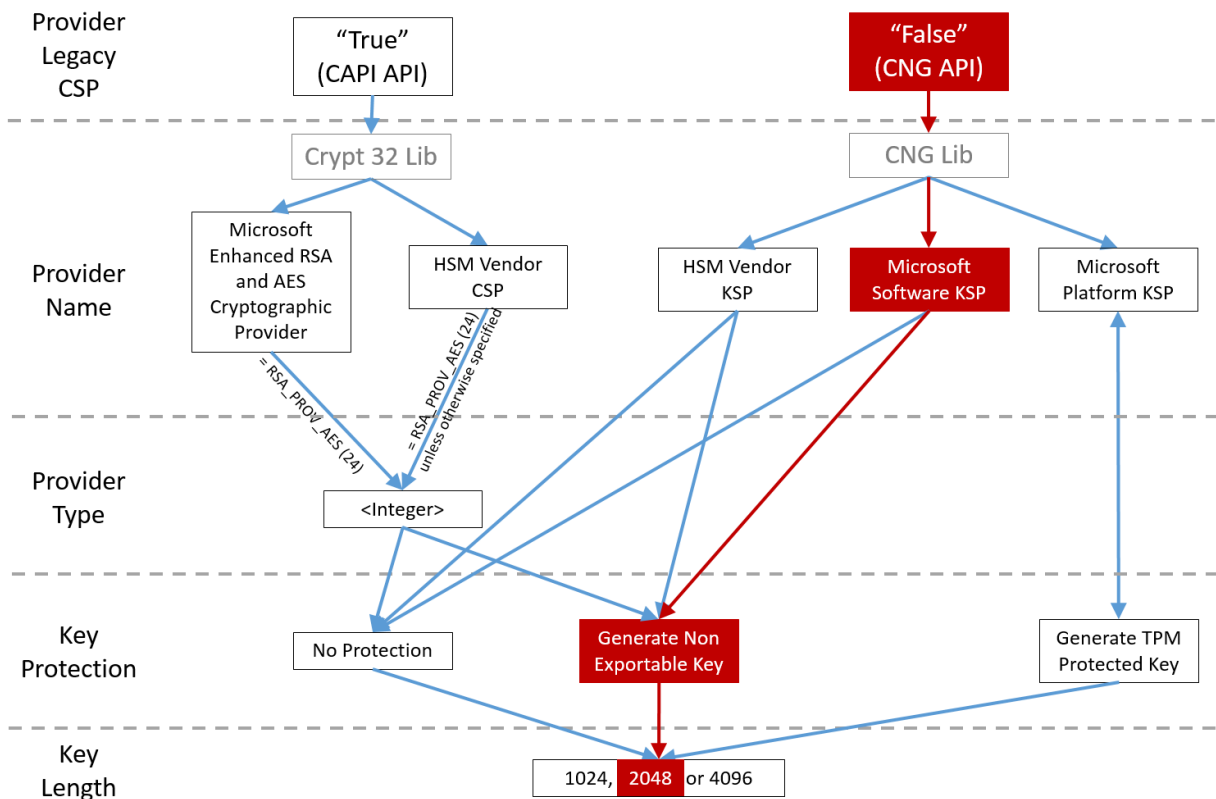 Provider
Legacy
CSP
“True”
(CAPI API)
“False”
(CNG API)
Crypt 32 Lib
CNG Lib
Provider
Name
Microsoft
Enhanced RSA
and AES
Cryptographic
Provider
HSM Vendor
CSP
HSM Vendor
KSP
Microsoft
Software KSP
Microsoft
Platform KSP
= RSA_PROV_AES (24)
= RSA_PROV_AES (24)
unless otherwise specified
Provider
Type
<Integer>
Key
Protection
No Protection
Generate Non
Exportable Key
Generate TPM
Protected Key
Key
Length
1024, 2048 or 4096